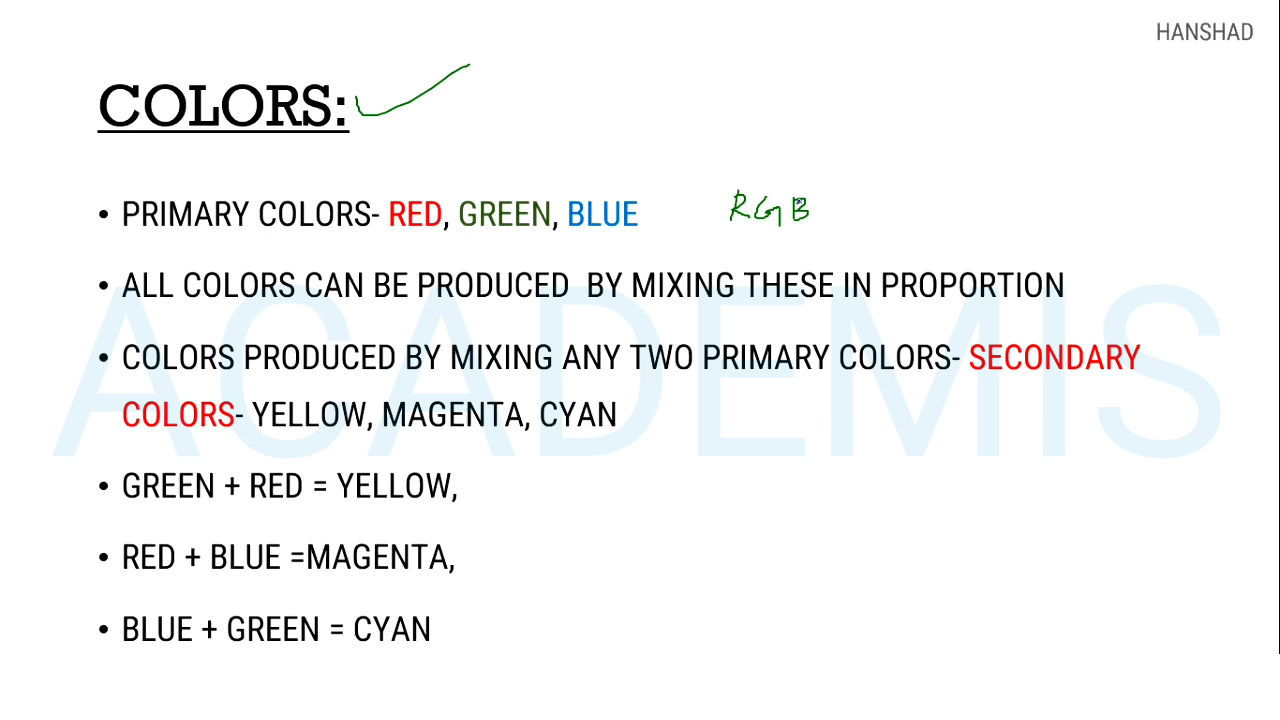 HANSHAD
COLORS:
• PRIMARY COLORS- RED, GREEN, BLUE RGB
• ALL COLORS CAN BE PRODUCED BY MIXING THESE IN PROPORTION
• COLORS PRODUCED BY MIXING ANY TWO PRIMARY COLORS- SECONDARY
COLORS- YELLOW, MAGENTA, CYAN
• GREEN + RED = YELLOW,
• RED + BLUE =MAGENTA,
• BLUE + GREEN = CYAN
ACADEMIS